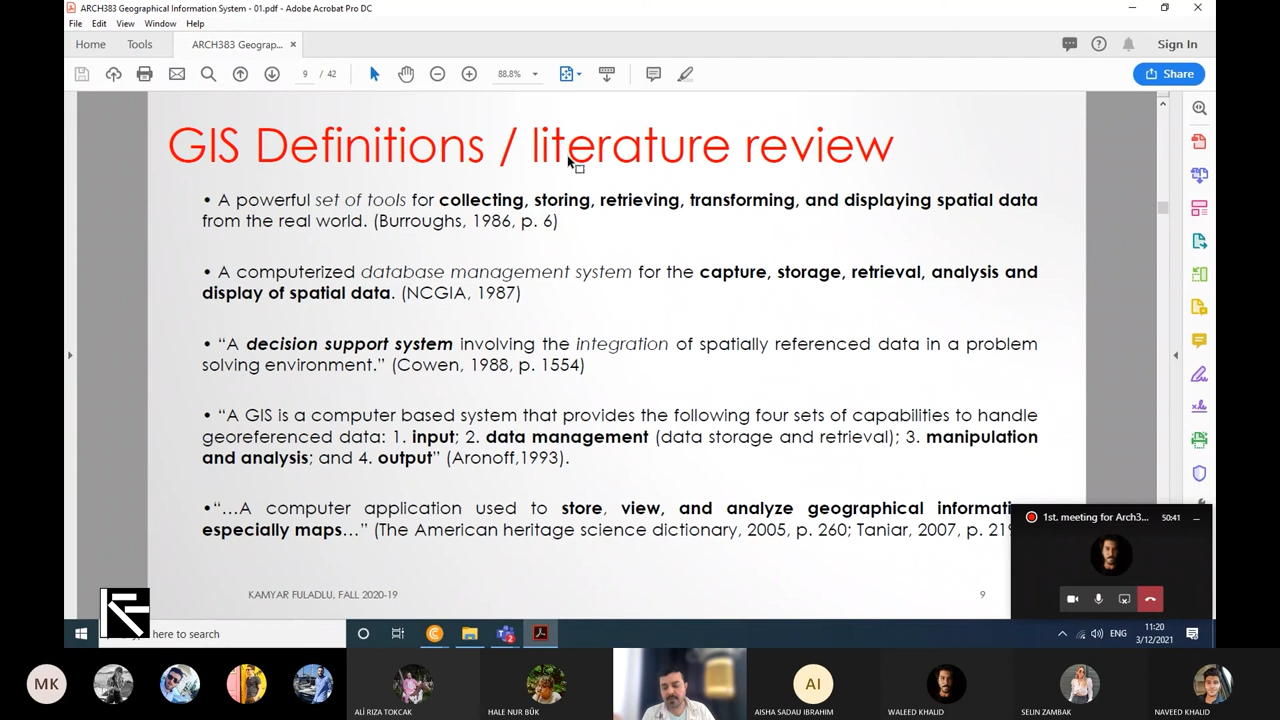 ARCH383 Geographical Information System - 01.pdf - Adobe Acrobat Pro DC
File Edit View Window Help
Home Tools ARCH383 Geograp... × Sign In
9 / 42 88.8% Share
GIS Definitions / literature review
• A powerful set of tools for collecting, storing, retrieving, transforming, and displaying spatial data
from the real world. (Burroughs, 1986, p. 6)
• A computerized database management system for the capture, storage, retrieval, analysis and
display of spatial data. (NCGIA, 1987)
• “A decision support system involving the integration of spatially referenced data in a problem
solving environment.” (Cowen, 1988, p. 1554)
• “A GIS is a computer based system that provides the following four sets of capabilities to handle
georeferenced data: 1. input; 2. data management (data storage and retrieval); 3. manipulation
and analysis; and 4. output” (Aronoff,1993).
•“…A computer application used to store, view, and analyze geographical
especially maps…” (The American heritage science dictionary, 2005, p. 260; Taniar, 2007, p.
1st. meeting for Arch3... 50:41
KAMYAR FULADLU, FALL 2020-19 9
here to search
ENG
11:20
3/12/2021
MK
AI
ALİ RIZA TOKCAK
HALE NUR BÜK
AISHA SADAU IBRAHIM
WALEED KHALID
SELIN ZAMBAK
NAVEED KHALID